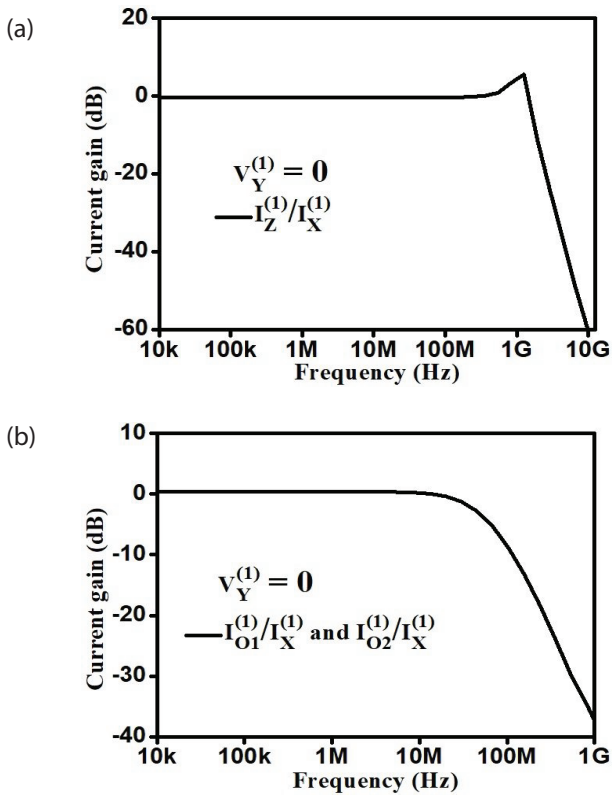 (a)
20
0
-20
-40
-60
Current gain (dB)
V_Y^(1) = 0
I_Z^(1)/I_X^(1)
10k 100k 1M 10M 100M 1G 10G
Frequency (Hz)
(b)
10
0
-10
-20
-30
-40
Current gain (dB)
V_Y^(1) = 0
I_O1^(1)/I_X^(1) and I_O2^(1)/I_X^(1)
10k 100k 1M 10M 100M 1G
Frequency (Hz)